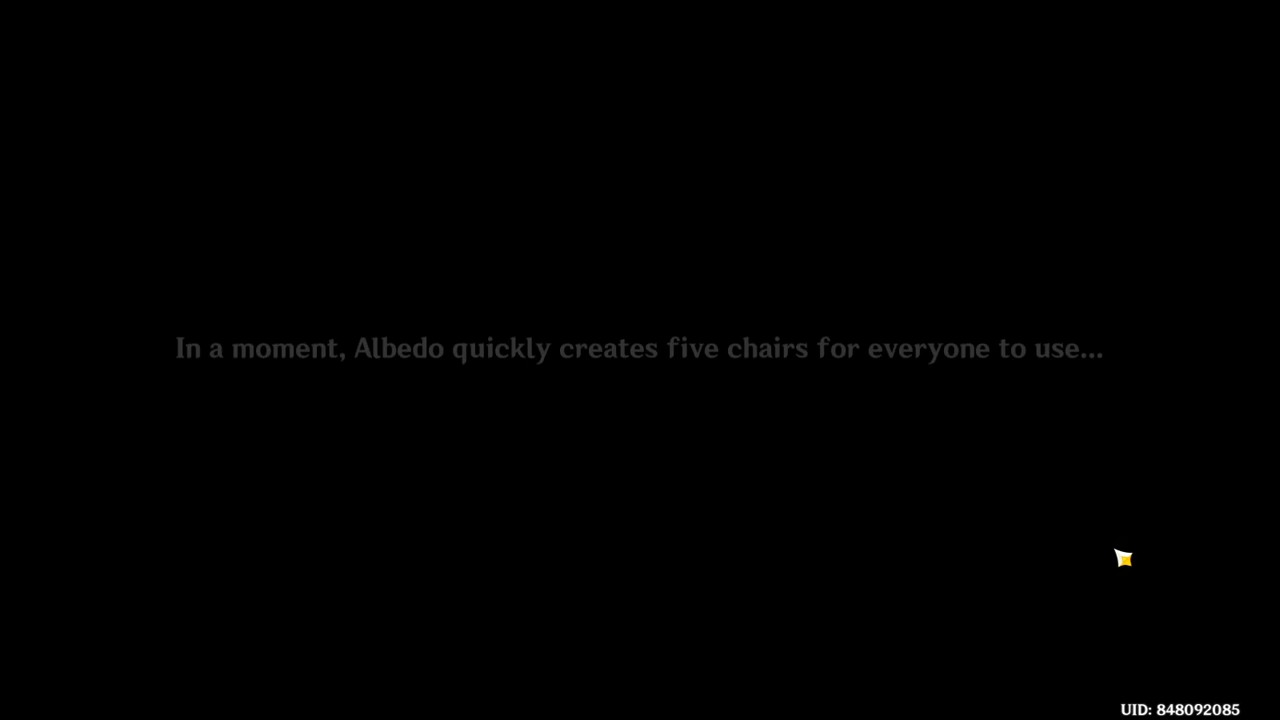 In a moment, Albedo quickly creates five chairs for everyone to use...
UID: 848092085